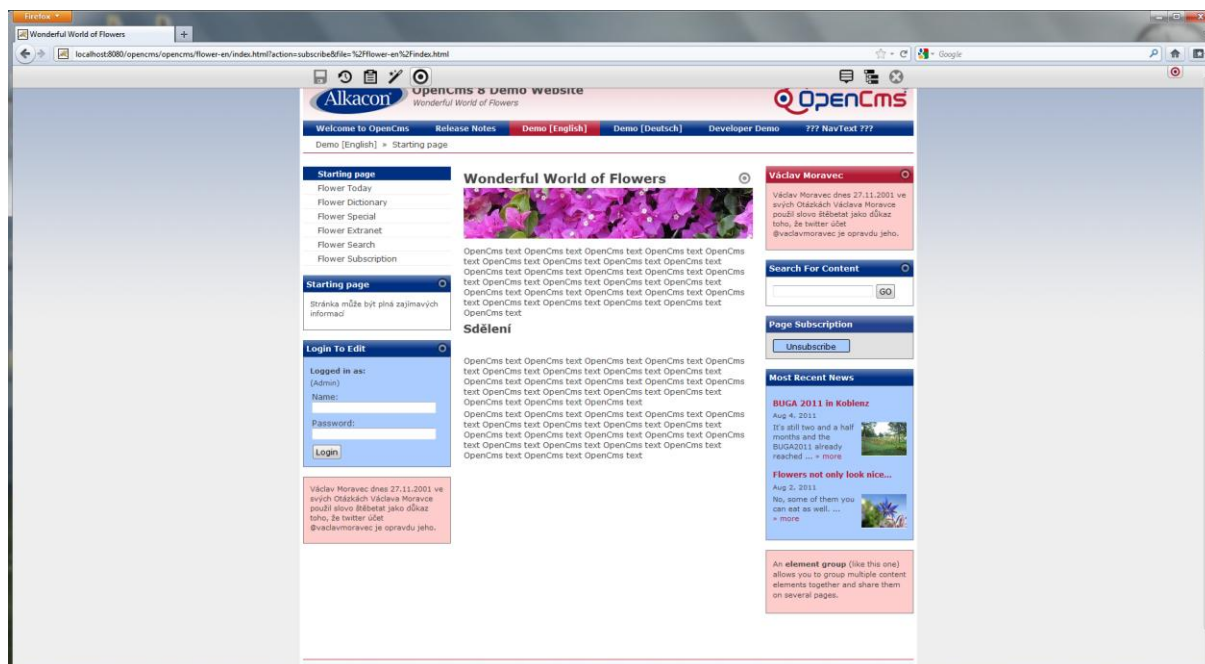 Firefox
Wonderful World of Flowers
+
localhost:8080/opencms/opencms/flower-en/index.html?action=subscribe&file=%2Fflower-en%2Findex.html
Google
Alkacon
OpenCms 8 Demo Website
Wonderful World of Flowers
OpenCms
Welcome to OpenCms Release Notes Demo [English] Demo [Deutsch] Developer Demo ??? NavText ???
Demo [English] » Starting page
Starting page
Flower Today
Flower Dictionary
Flower Special
Flower Extranet
Flower Search
Flower Subscription
Starting page
Stránka může být plná zajímavých
informací
Login To Edit
Logged in as:
(Admin)
Name:
Password:
Login
Václav Moravec dnes 27.11.2001 ve
svých Otázkách Václava Moravce
použil slovo štěbetat jako důkaz
toho, že twitter účet
@vaclavmoravec je opravdu jeho.
Wonderful World of Flowers
OpenCms text OpenCms text OpenCms text OpenCms text OpenCms
text OpenCms text OpenCms text OpenCms text OpenCms text
OpenCms text OpenCms text OpenCms text OpenCms text OpenCms
text OpenCms text OpenCms text OpenCms text OpenCms text
OpenCms text OpenCms text OpenCms text OpenCms text OpenCms
text OpenCms text OpenCms text OpenCms text OpenCms text
OpenCms text
Sdělení
OpenCms text OpenCms text OpenCms text OpenCms text OpenCms
text OpenCms text OpenCms text OpenCms text OpenCms text
OpenCms text OpenCms text OpenCms text OpenCms text OpenCms
text OpenCms text OpenCms text OpenCms text OpenCms text
OpenCms text OpenCms text OpenCms text
OpenCms text OpenCms text OpenCms text OpenCms text OpenCms
text OpenCms text OpenCms text OpenCms text OpenCms text
OpenCms text OpenCms text OpenCms text OpenCms text OpenCms
text OpenCms text OpenCms text OpenCms text OpenCms text
OpenCms text OpenCms text OpenCms text
Václav Moravec
Václav Moravec dnes 27.11.2001 ve
svých Otázkách Václava Moravce
použil slovo štěbetat jako důkaz
toho, že twitter účet
@vaclavmoravec je opravdu jeho.
Search For Content
GO
Page Subscription
Unsubscribe
Most Recent News
BUGA 2011 in Koblenz
Aug 4, 2011
It's still two and a half
months and the
BUGA2011 already
reached ... » more
Flowers not only look nice...
Aug 2, 2011
No, some of them you
can eat as well. ...
» more
An element group (like this one)
allows you to group multiple content
elements together and share them
on several pages.